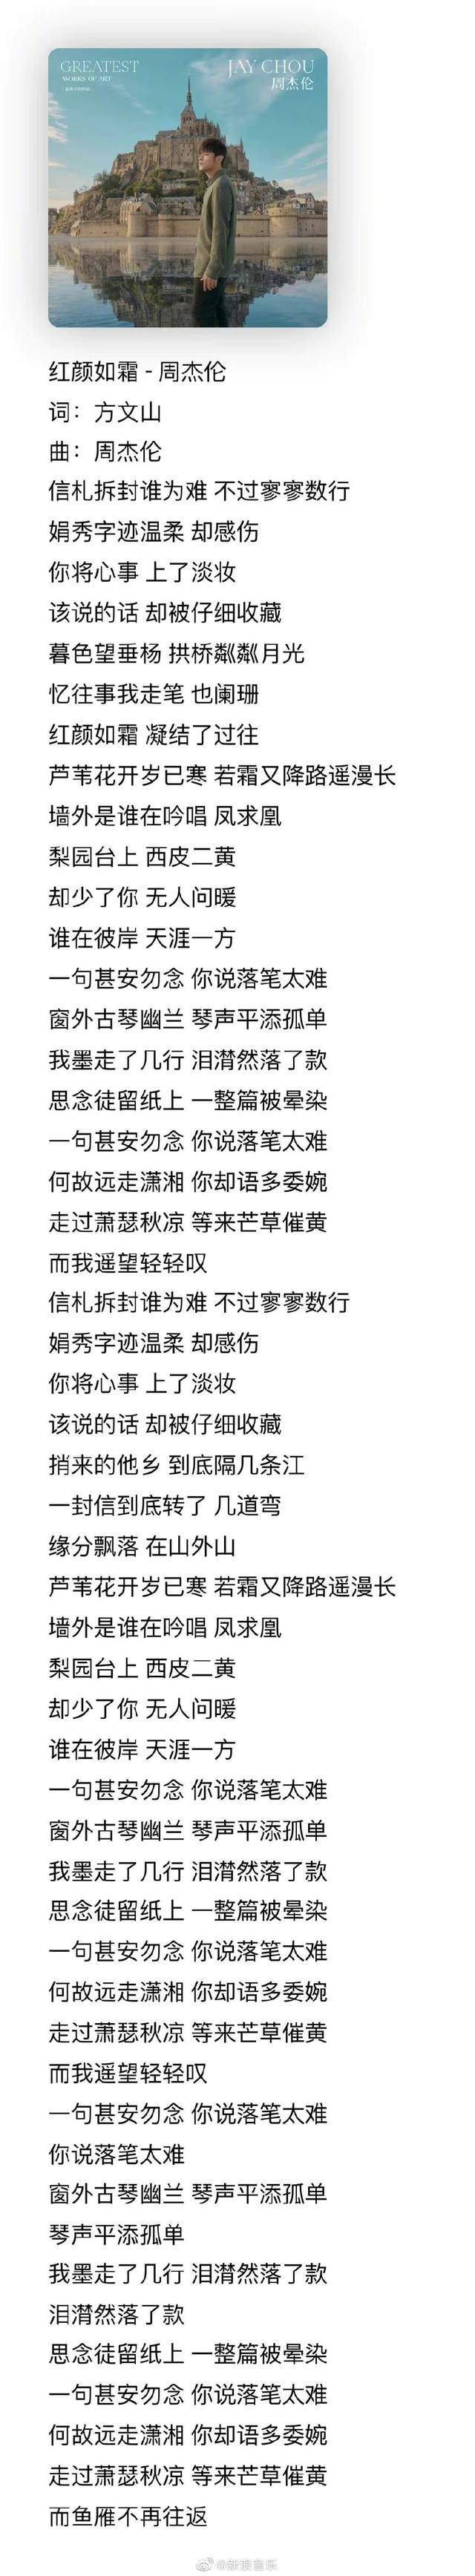 GREATEST
WORKS OF ART
JAY CHOU
周杰伦
红颜如霜 - 周杰伦
词：方文山
曲：周杰伦
信札拆封谁为难 不过寥寥数行
娟秀字迹温柔 却感伤
你将心事 上了淡妆
该说的话 却被仔细收藏
暮色望垂杨 拱桥粼粼月光
忆往事我走笔 也阑珊
红颜如霜 凝结了过往
芦苇花开岁已寒 若霜又降路遥漫长
墙外是谁在吟唱 凤求凰
梨园台上 西皮二黄
却少了你 无人问暖
谁在彼岸 天涯一方
一句甚安勿念 你说落笔太难
窗外古琴幽兰 琴声平添孤单
我墨走了几行 泪潸然落了款
思念徒留纸上 一整篇被晕染
一句甚安勿念 你说落笔太难
何故远走潇湘 你却语多委婉
走过萧瑟秋凉 等来芒草催黄
而我遥望轻轻叹
信札拆封谁为难 不过寥寥数行
娟秀字迹温柔 却感伤
你将心事 上了淡妆
该说的话 却被仔细收藏
捎来的他乡 到底隔几条江
一封信到底转了 几道弯
缘分飘落 在山外山
芦苇花开岁已寒 若霜又降路遥漫长
墙外是谁在吟唱 凤求凰
梨园台上 西皮二黄
却少了你 无人问暖
谁在彼岸 天涯一方
一句甚安勿念 你说落笔太难
窗外古琴幽兰 琴声平添孤单
我墨走了几行 泪潸然落了款
思念徒留纸上 一整篇被晕染
一句甚安勿念 你说落笔太难
何故远走潇湘 你却语多委婉
走过萧瑟秋凉 等来芒草催黄
而我遥望轻轻叹
一句甚安勿念 你说落笔太难
你说落笔太难
窗外古琴幽兰 琴声平添孤单
琴声平添孤单
我墨走了几行 泪潸然落了款
泪潸然落了款
思念徒留纸上 一整篇被晕染
一句甚安勿念 你说落笔太难
何故远走潇湘 你却语多委婉
走过萧瑟秋凉 等来芒草催黄
而鱼雁不再往返
@新浪音乐